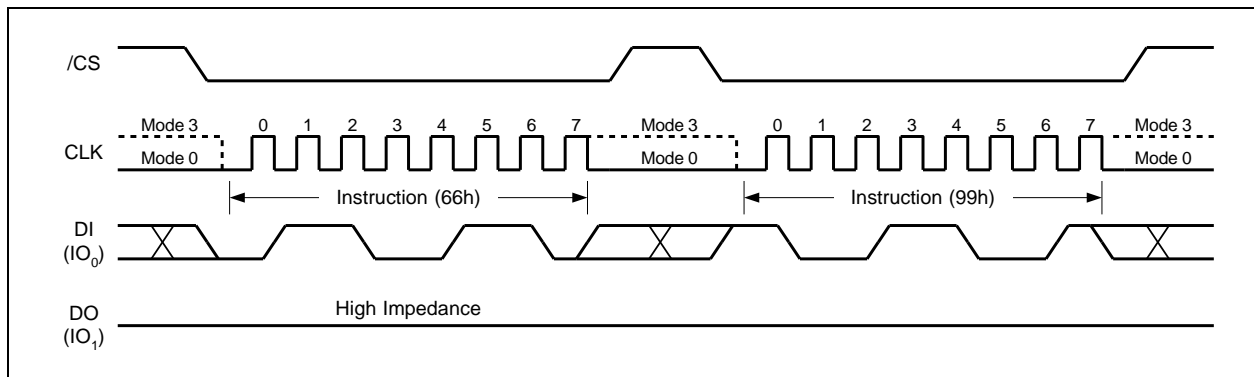 /CS
Mode 3 0 1 2 3 4 5 6 7 Mode 3 0 1 2 3 4 5 6 7 Mode 3
CLK
Mode 0 Mode 0 Mode 0
Instruction (66h) Instruction (99h)
DI
(IO0)
High Impedance
DO
(IO1)